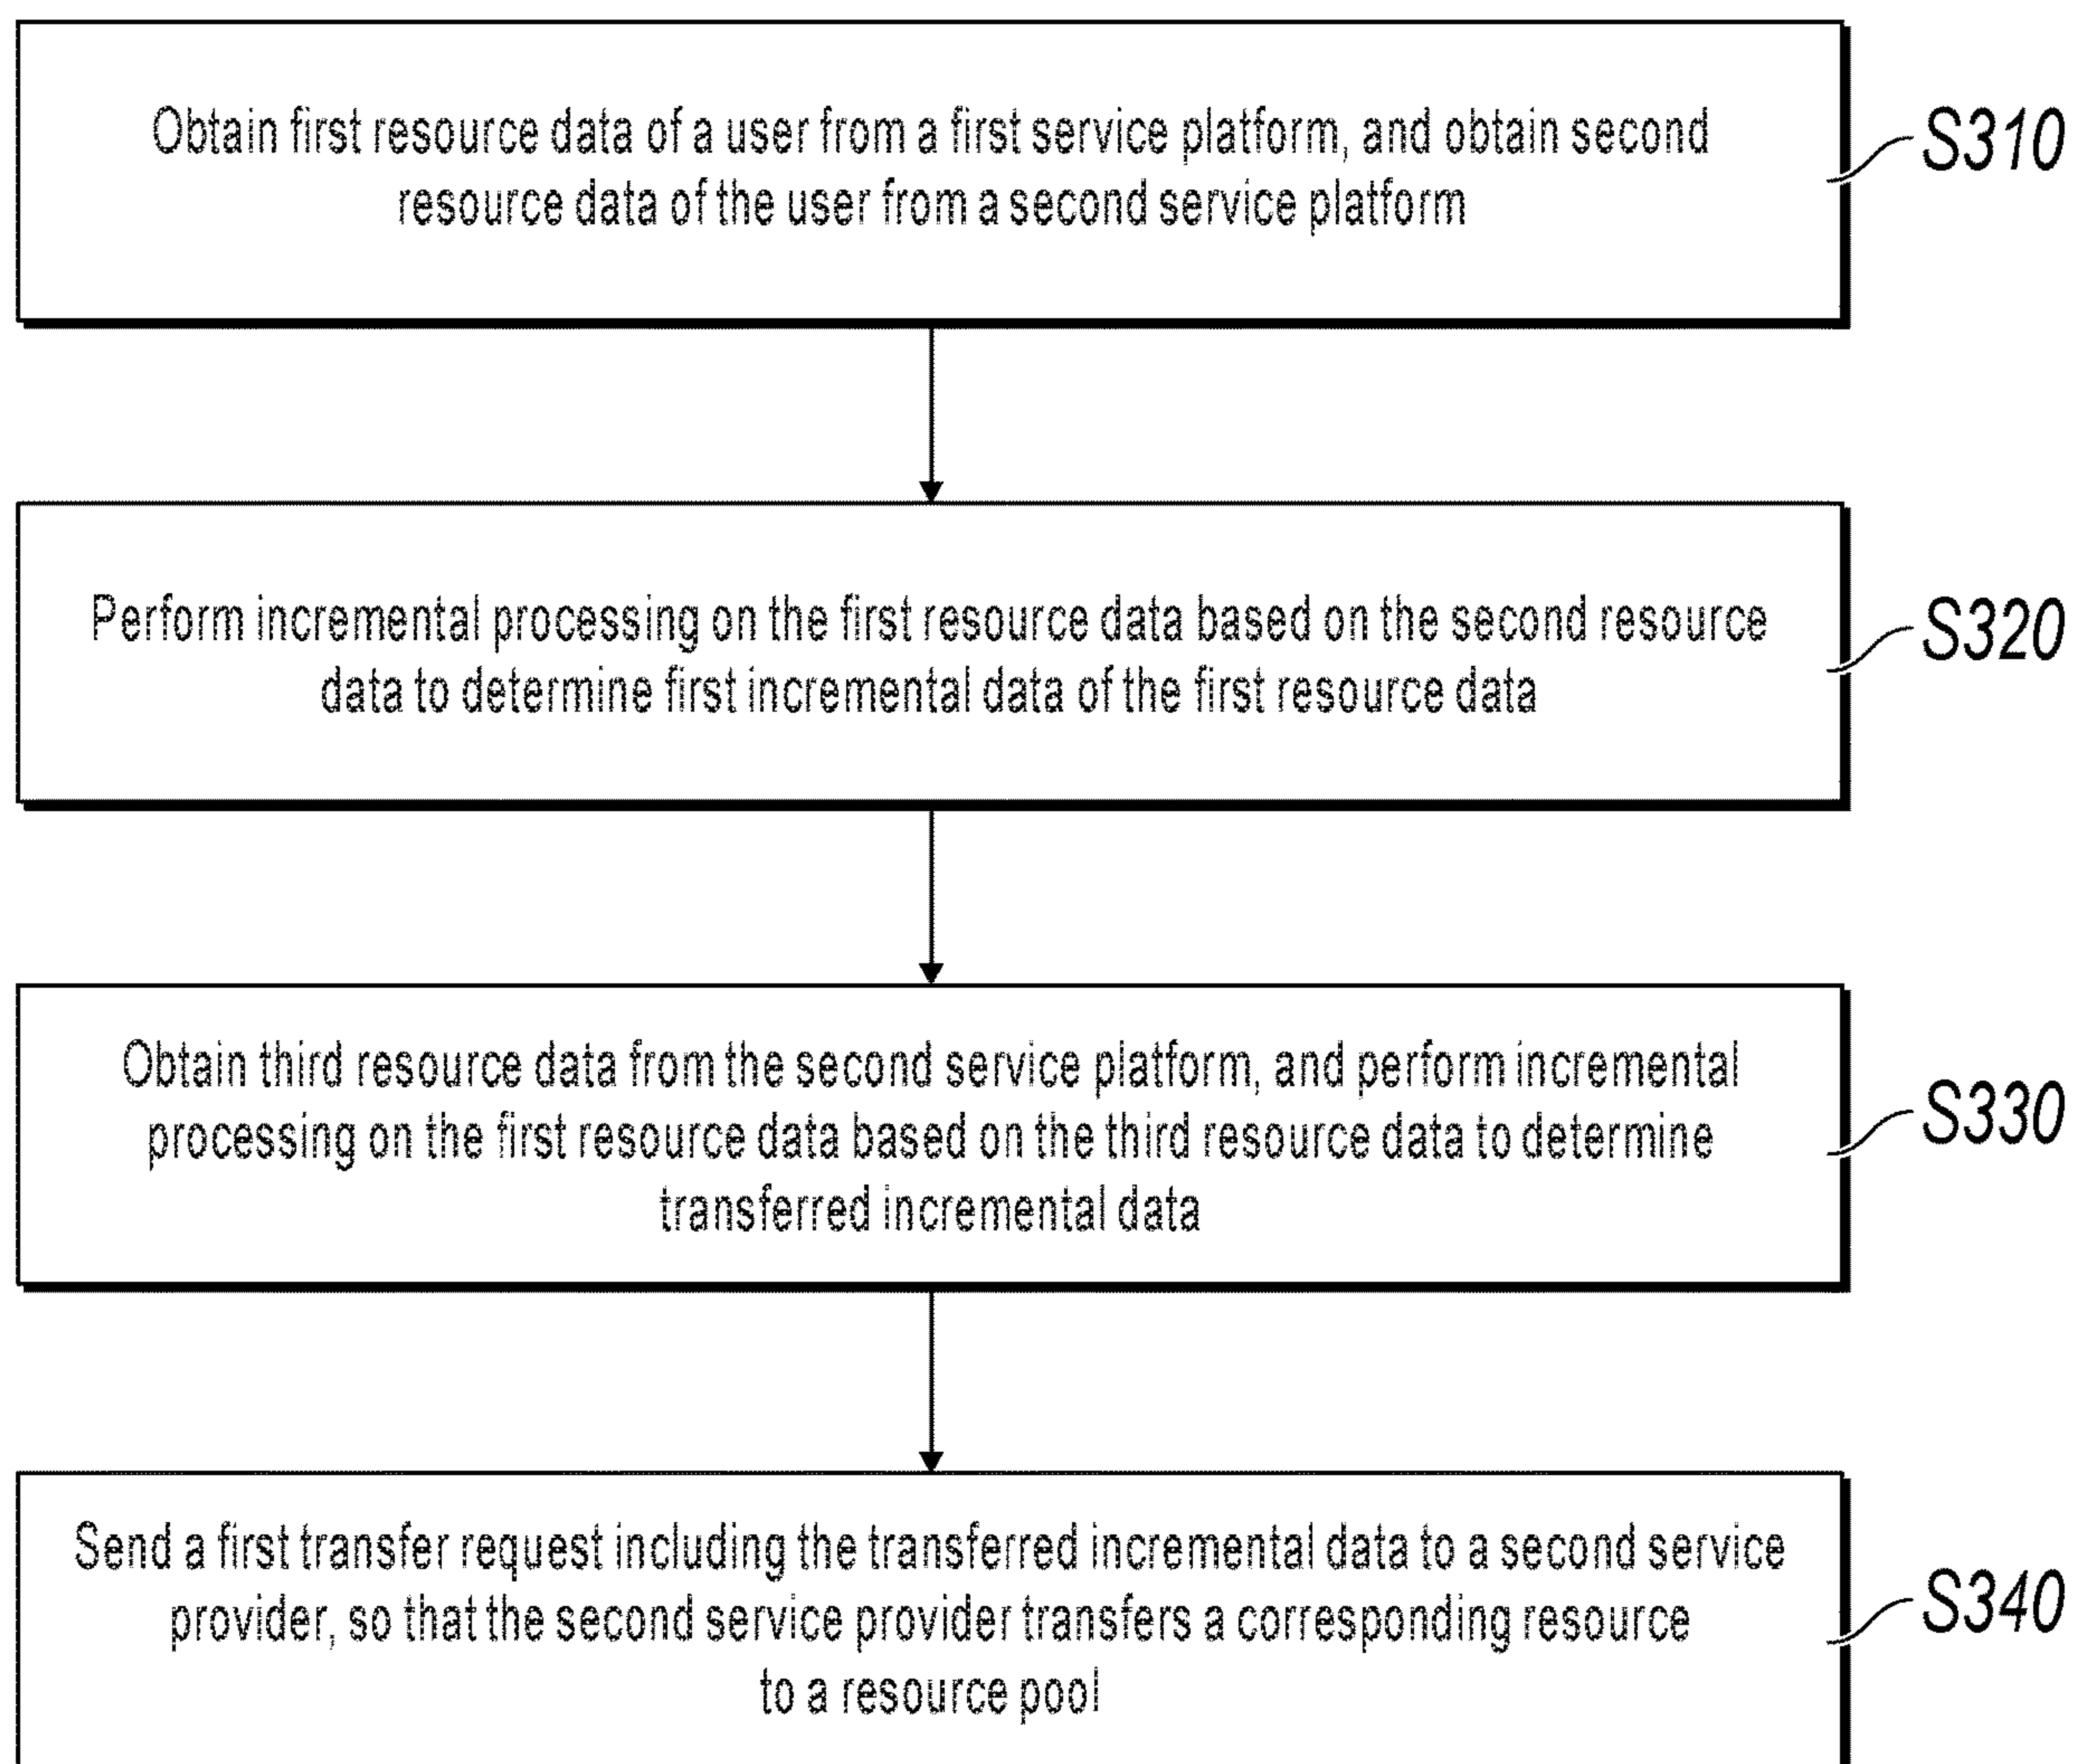 Obtain first resource data of a user from a first service platform, and obtain second
resource data of the user from a second service platform
S310
Perform incremental processing on the first resource data based on the second resource
data to determine first incremental data of the first resource data
S320
Obtain third resource data from the second service platform, and perform incremental
processing on the first resource data based on the third resource data to determine
transferred incremental data
S330
Send a first transfer request including the transferred incremental data to a second service
provider, so that the second service provider transfers a corresponding resource
to a resource pool
S340